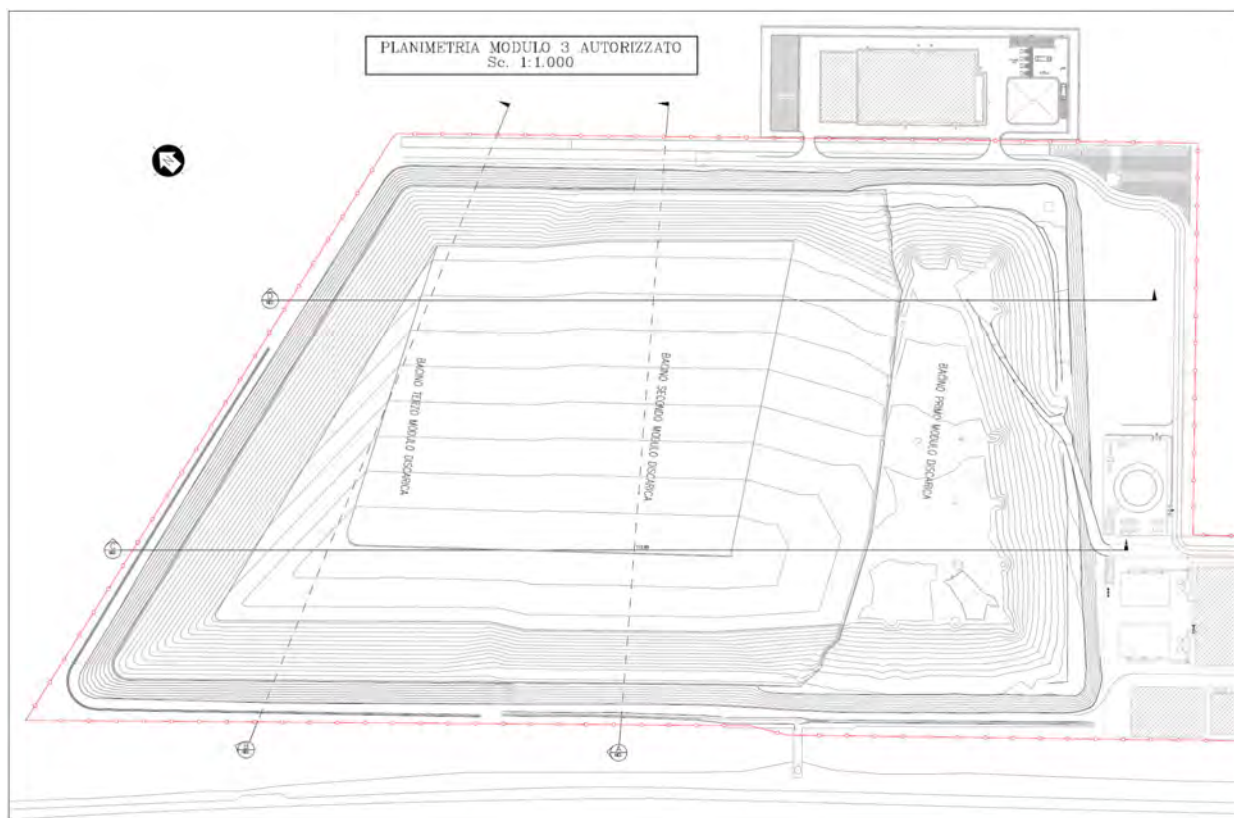 PLANIMETRIA MODULO 3 AUTORIZZATO
Sc. 1:1.000
BACINO TERZO MODULO DISCARICA
BACINO SECONDO MODULO DISCARICA
BACINO PRIMO MODULO DISCARICA